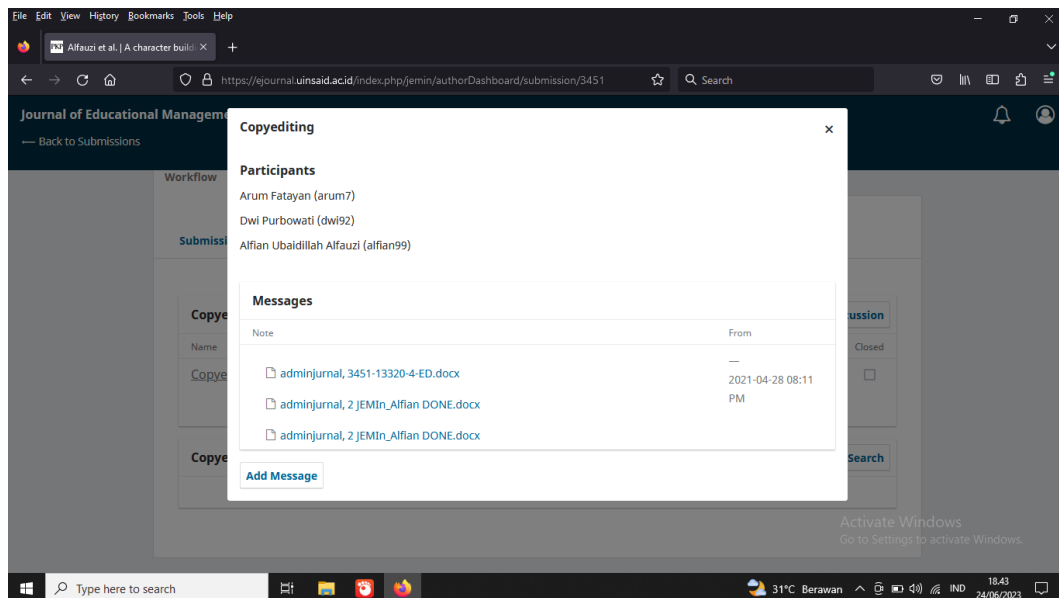 File Edit View History Bookmarks Tools Help
Alfauzi et al. | A character build
https://ejournal.uinsaid.ac.id/index.php/jemin/authorDashboard/submission/3451
Search
Journal of Educational Manageme
← Back to Submissions
Workflow
Submissi
Copyediting
Participants
Arum Fatayan (arum7)
Dwi Purbowati (dwi92)
Alfian Ubaidillah Alfauzi (alfian99)
Messages
Note From
adminjurnal, 3451-13320-4-ED.docx
—
2021-04-28 08:11
PM
adminjurnal, 2 JEMIn_Alfian DONE.docx
adminjurnal, 2 JEMIn_Alfian DONE.docx
Add Message
Copye
ussion
Name
Closed
Copye
Copye
Search
Activate Windows
Go to Settings to activate Windows.
Type here to search
31°C Berawan
IND
18.43
24/06/2023